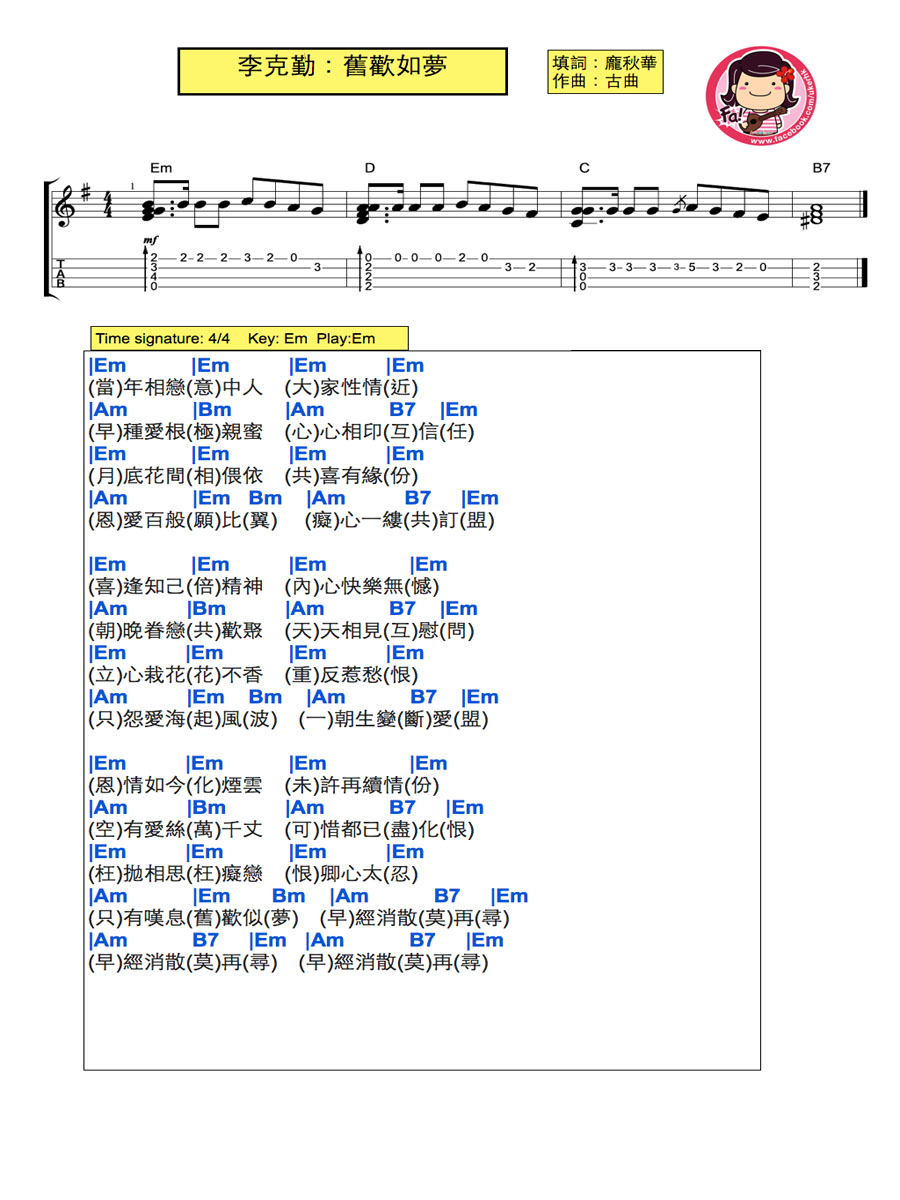 李克勤：舊歡如夢
填詞：龐秋華
作曲：古曲
Fa!
www.facebook.com/ukerhk
Em D C B7
4/4
1
mf
TAB
2 2 2 2 3 2 0 0 0 0 0 2 0
3 3 2 3 2 3 3 3 3 3 5 3 2 0 2
4 2 0 3
0 2 2
Time signature: 4/4 Key: Em Play:Em
|Em |Em |Em |Em
(當)年相戀(意)中人 (大)家性情(近)
|Am |Bm |Am B7 |Em
(早)種愛根(極)親蜜 (心)心相印(互)信(任)
|Em |Em |Em |Em
(月)底花間(相)偎依 (共)喜有緣(份)
|Am |Em Bm |Am B7 |Em
(恩)愛百般(願)比(翼) (癡)心一縷(共)訂(盟)
|Em |Em |Em |Em
(喜)逢知己(倍)精神 (內)心快樂無(憾)
|Am |Bm |Am B7 |Em
(朝)晚眷戀(共)歡聚 (天)天相見(互)慰(問)
|Em |Em |Em |Em
(立)心栽花(花)不香 (重)反惹愁(恨)
|Am |Em Bm |Am B7 |Em
(只)怨愛海(起)風(波) (一)朝生變(斷)愛(盟)
|Em |Em |Em |Em
(恩)情如今(化)煙雲 (未)許再續情(份)
|Am |Bm |Am B7 |Em
(空)有愛絲(萬)千丈 (可)惜都已(盡)化(恨)
|Em |Em |Em |Em
(枉)拋相思(枉)癡戀 (恨)卿心太(忍)
|Am |Em Bm |Am B7 |Em
(只)有嘆息(舊)歡似(夢) (早)經消散(莫)再(尋)
|Am B7 |Em |Am B7 |Em
(早)經消散(莫)再(尋) (早)經消散(莫)再(尋)